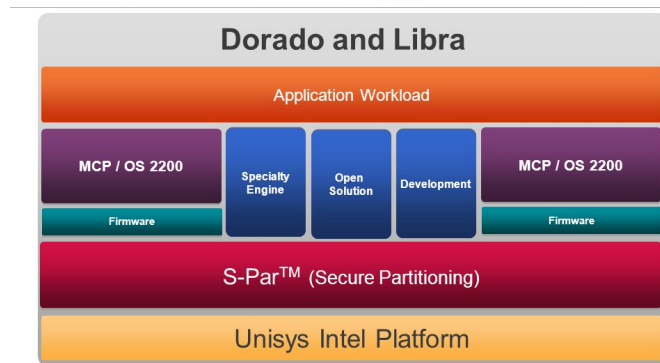 Dorado and Libra
Application Workload
MCP / OS 2200
Firmware
Specialty
Engine
Open
Solution
Development
MCP / OS 2200
Firmware
S-Par™ (Secure Partitioning)
Unisys Intel Platform